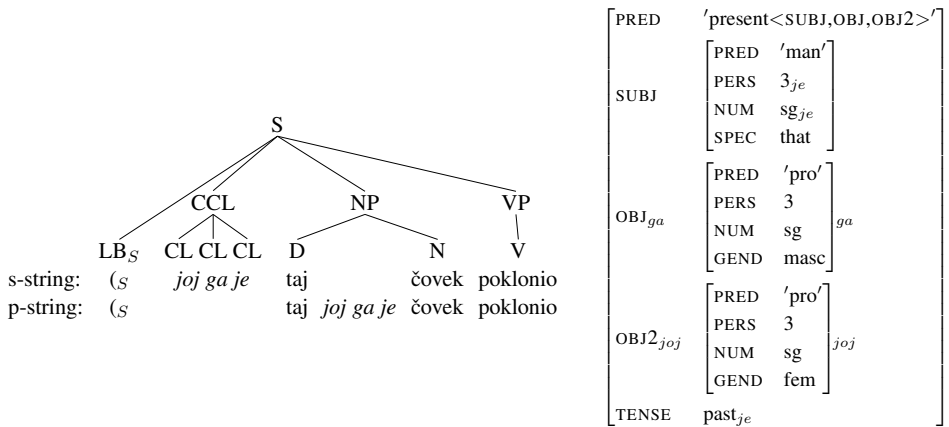 S
CCL NP VP
LB_S CL CL CL D N V
s-string: (_S joj ga je taj čovek poklonio
p-string: (_S taj joj ga je čovek poklonio
PRED 'present<SUBJ,OBJ,OBJ2>'
SUBJ
PRED 'man'
PERS 3_je
NUM sg_je
SPEC that
OBJ_ga
PRED 'pro'
PERS 3
NUM sg
GEND masc
ga
OBJ2_joj
PRED 'pro'
PERS 3
NUM sg
GEND fem
joj
TENSE past_je